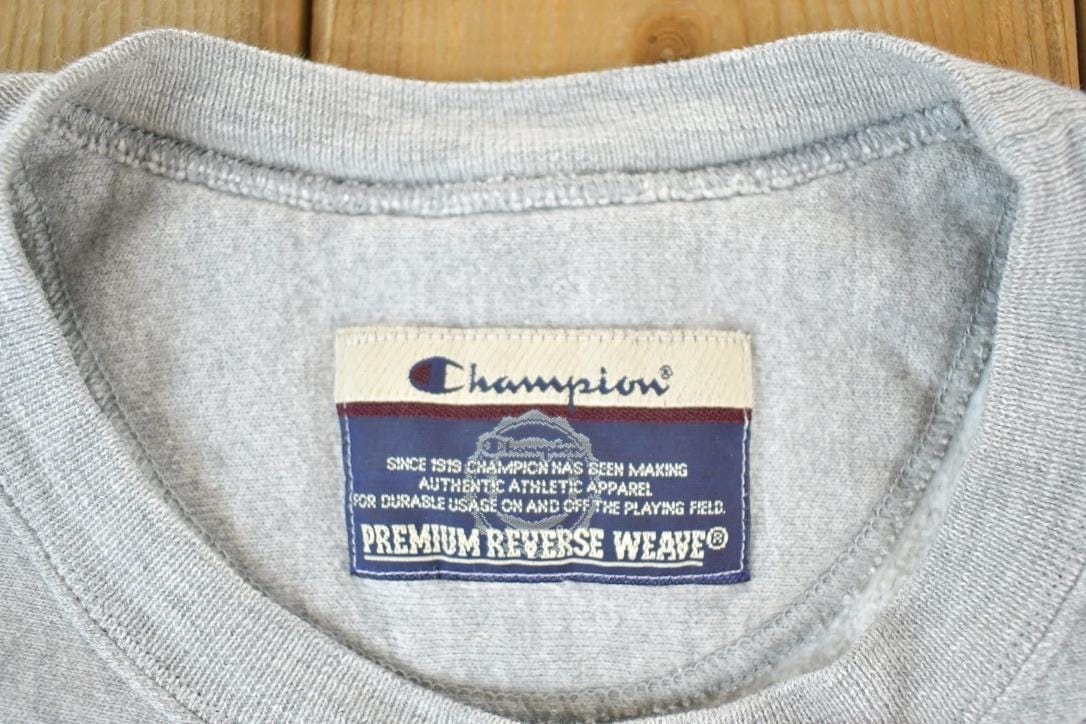 Champion®
Champion
SINCE 1919 CHAMPION HAS BEEN MAKING
AUTHENTIC ATHLETIC APPAREL
FOR DURABLE USAGE ON AND OFF THE PLAYING FIELD.
PREMIUM REVERSE WEAVE®